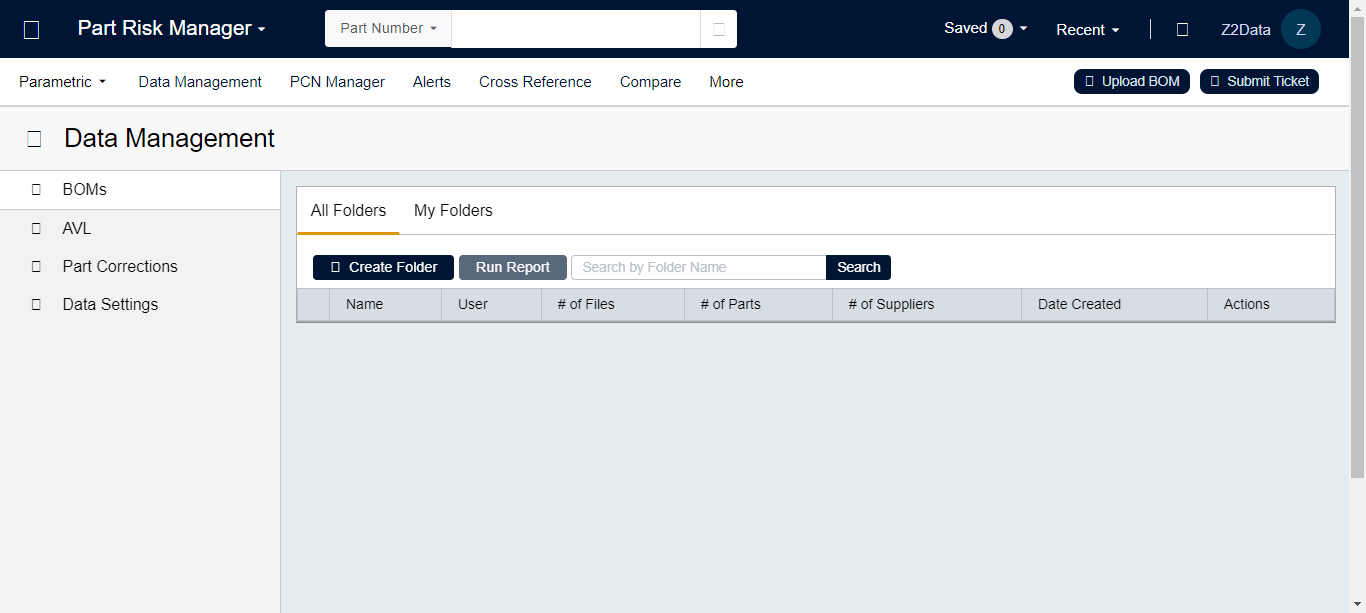 Part Risk Manager
Part Number
Saved 0
Recent
Z2Data
Z
Parametric
Data Management
PCN Manager
Alerts
Cross Reference
Compare
More
Upload BOM
Submit Ticket
Data Management
BOMs
AVL
Part Corrections
Data Settings
All Folders
My Folders
Create Folder
Run Report
Search by Folder Name
Search
Name
User
# of Files
# of Parts
# of Suppliers
Date Created
Actions